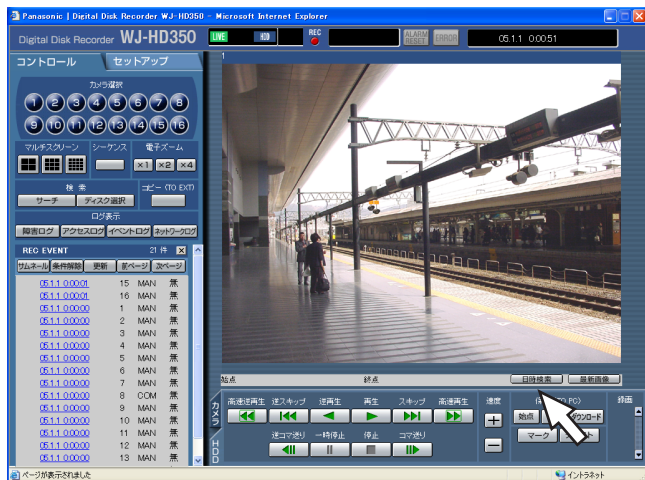 Panasonic | Digital Disk Recorder WJ-HD350 - Microsoft Internet Explorer
Digital Disk Recorder WJ-HD350
LIVE HDD REC ALARM RESET ERROR 05.1.1 0:00:51
コントロール セットアップ
1
カメラ選択
1 2 3 4 5 6 7 8
9 10 11 12 13 14 15 16
マルチスクリーン シーケンス 電子ズーム
×1 ×2 ×4
検索 コピー (TO EXT)
サーチ ディスク選択
ログ表示
障害ログ アクセスログ イベントログ ネットワークログ
REC EVENT 21 件 X
サムネール 条件解除 更新 前ページ 次ページ
05.1.1 0:00:01 15 MAN 無
05.1.1 0:00:01 16 MAN 無
05.1.1 0:00:00 1 MAN 無
05.1.1 0:00:00 2 MAN 無
05.1.1 0:00:00 3 MAN 無
05.1.1 0:00:00 4 MAN 無
05.1.1 0:00:00 5 MAN 無
05.1.1 0:00:00 6 MAN 無
05.1.1 0:00:00 7 MAN 無
05.1.1 0:00:00 8 COM 無
05.1.1 0:00:00 9 MAN 無
05.1.1 0:00:00 10 MAN 無
05.1.1 0:00:00 11 MAN 無
05.1.1 0:00:00 12 MAN 無
05.1.1 0:00:00 13 MAN 無
始点 終点 日時検索 最新画像
カメラ
HDD
高速逆再生 逆スキップ 逆再生 再生 スキップ 高速再生 速度 PC) 録画
始点 ダウンロード
逆コマ送り 一時停止 停止 コマ送り
マーク
ページが表示されました イントラネット